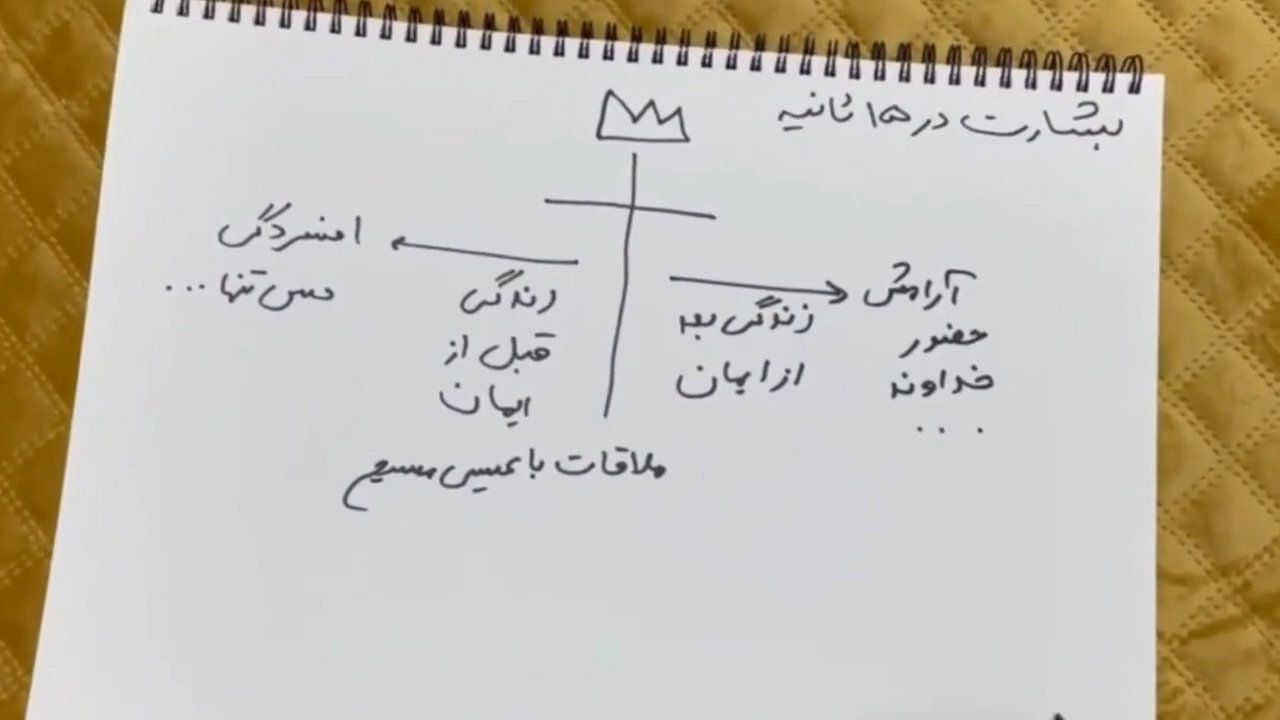 بشارت در ۱۵ ثانیه
آرامش
حضور
خداوند
...
زندگی بعد
از ایمان
زندگی
قبل از
ایمان
افسردگی
حس تنها ...
ملاقات با عیسی مسیح